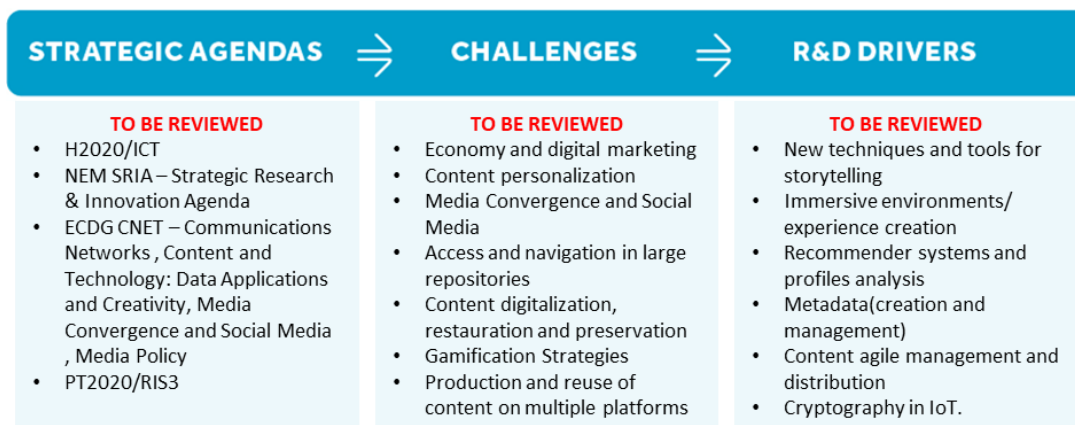 STRATEGIC AGENDAS
CHALLENGES
R&D DRIVERS
TO BE REVIEWED
• H2020/ICT
• NEM SRIA – Strategic Research
& Innovation Agenda
• ECDG CNET – Communications
Networks , Content and
Technology: Data Applications
and Creativity, Media
Convergence and Social Media
, Media Policy
• PT2020/RIS3
TO BE REVIEWED
• Economy and digital marketing
• Content personalization
• Media Convergence and Social
Media
• Access and navigation in large
repositories
• Content digitalization,
restauration and preservation
• Gamification Strategies
• Production and reuse of
content on multiple platforms
TO BE REVIEWED
• New techniques and tools for
storytelling
• Immersive environments/
experience creation
• Recommender systems and
profiles analysis
• Metadata(creation and
management)
• Content agile management and
distribution
• Cryptography in IoT.